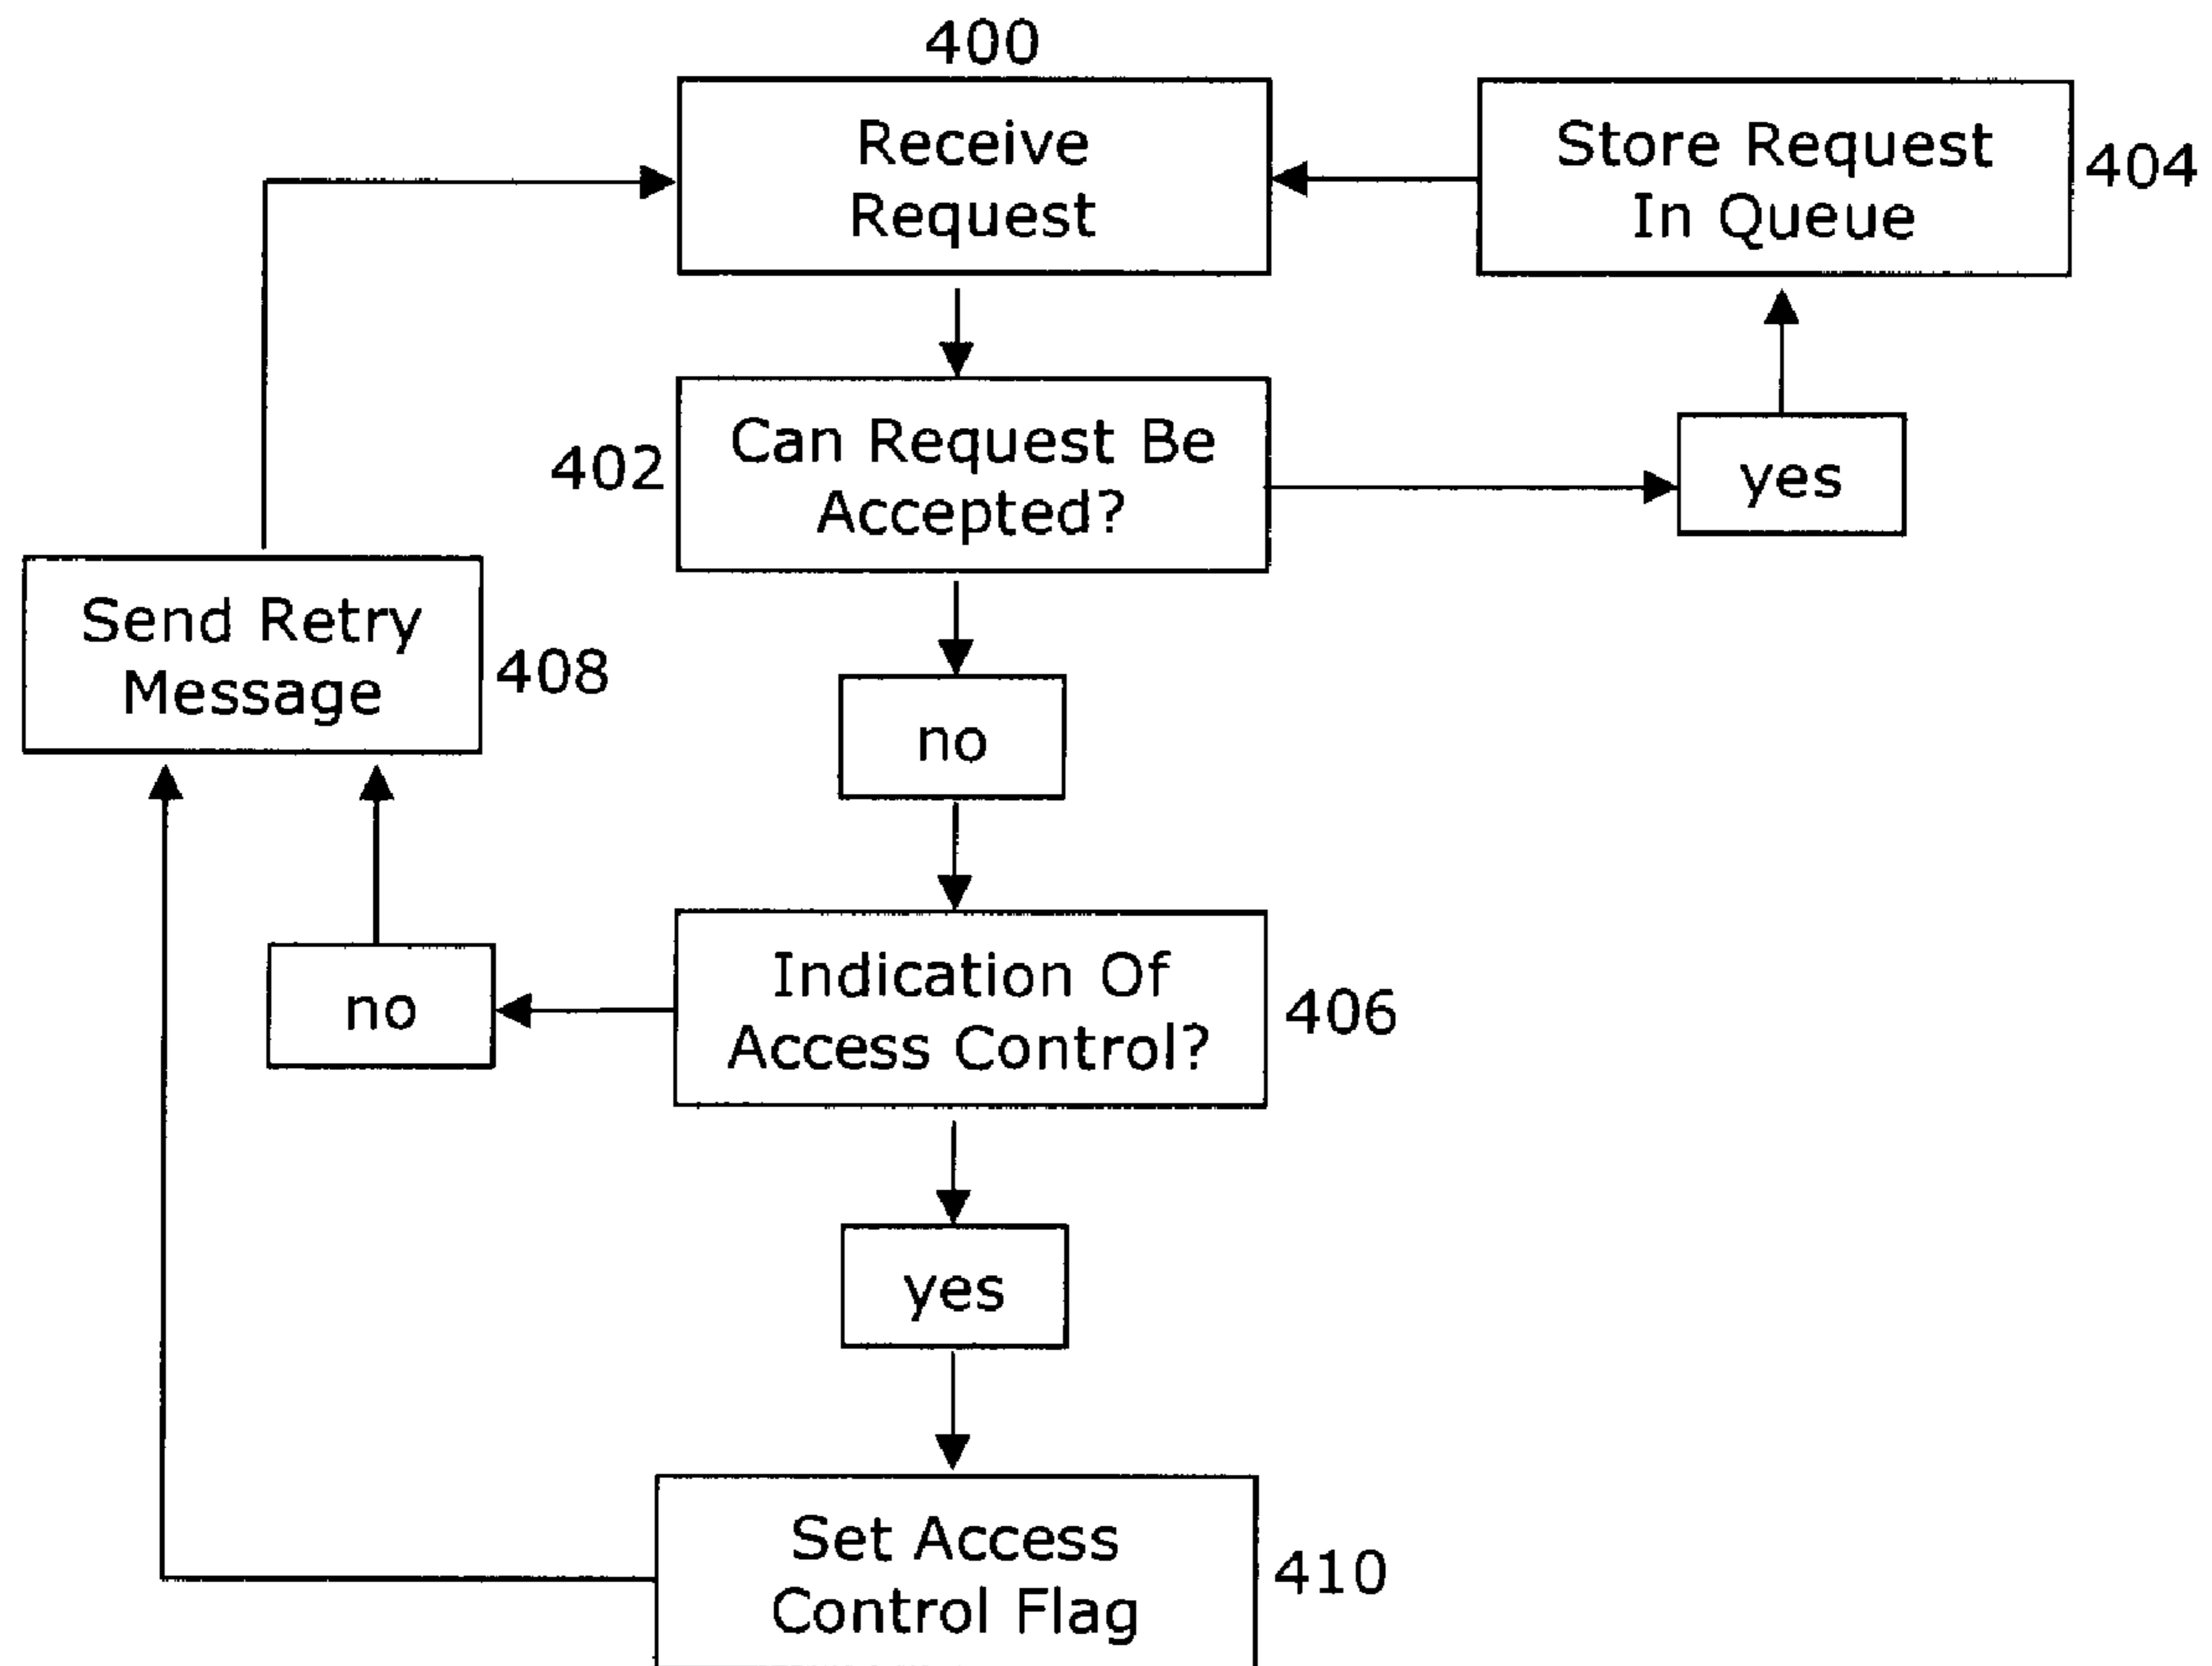 400
Receive
Request
Store Request
In Queue
404
402
Can Request Be
Accepted?
yes
Send Retry
Message
408
no
no
Indication Of
Access Control?
406
yes
Set Access
Control Flag
410